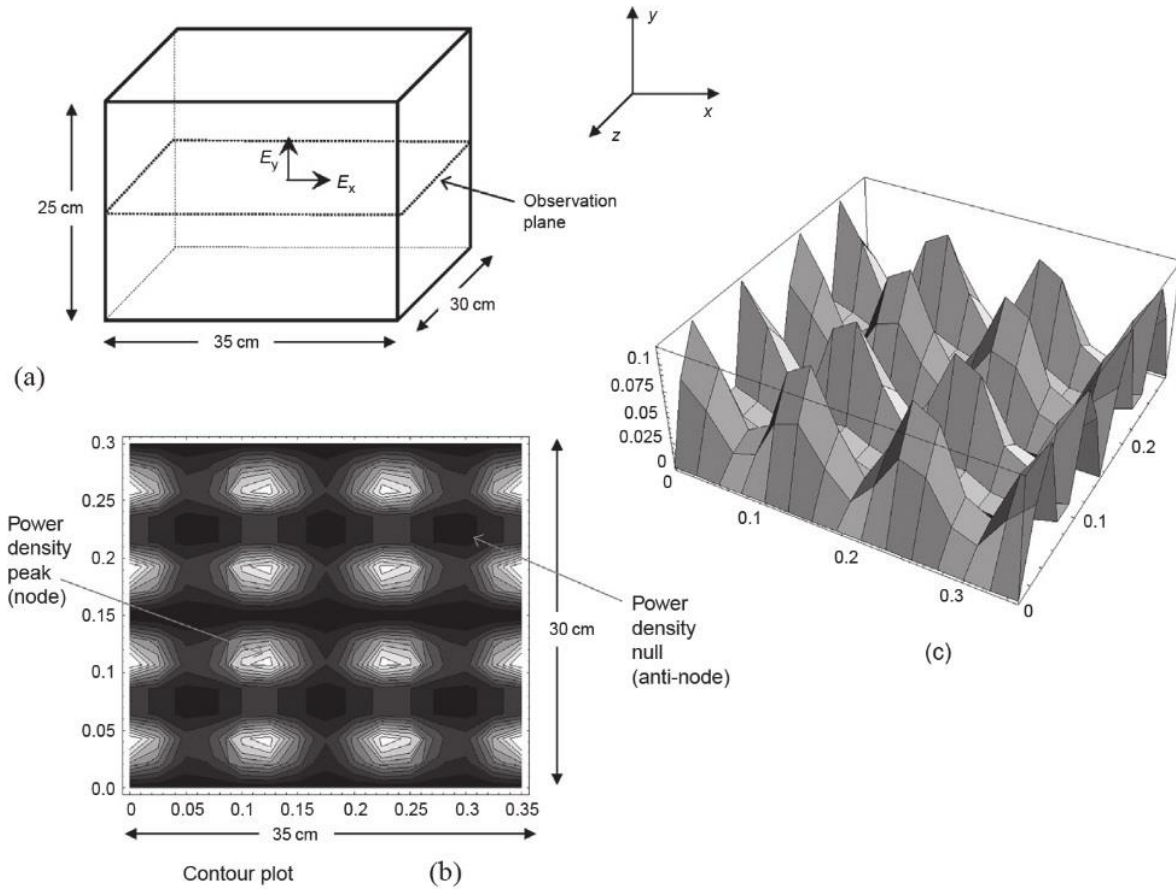 y
x
z
E_y
E_x
Observation
plane
25 cm
30 cm
35 cm
(a)
0.1
0.075
0.05
0.025
0
0
0.1
0.2
0.3
0
0.1
0.2
(c)
0.3
0.25
0.2
0.15
0.1
0.05
0.0
0
0.05
0.1
0.15
0.2
0.25
0.3
0.35
30 cm
35 cm
Power
density
peak
(node)
Power
density
null
(anti-node)
Contour plot
(b)